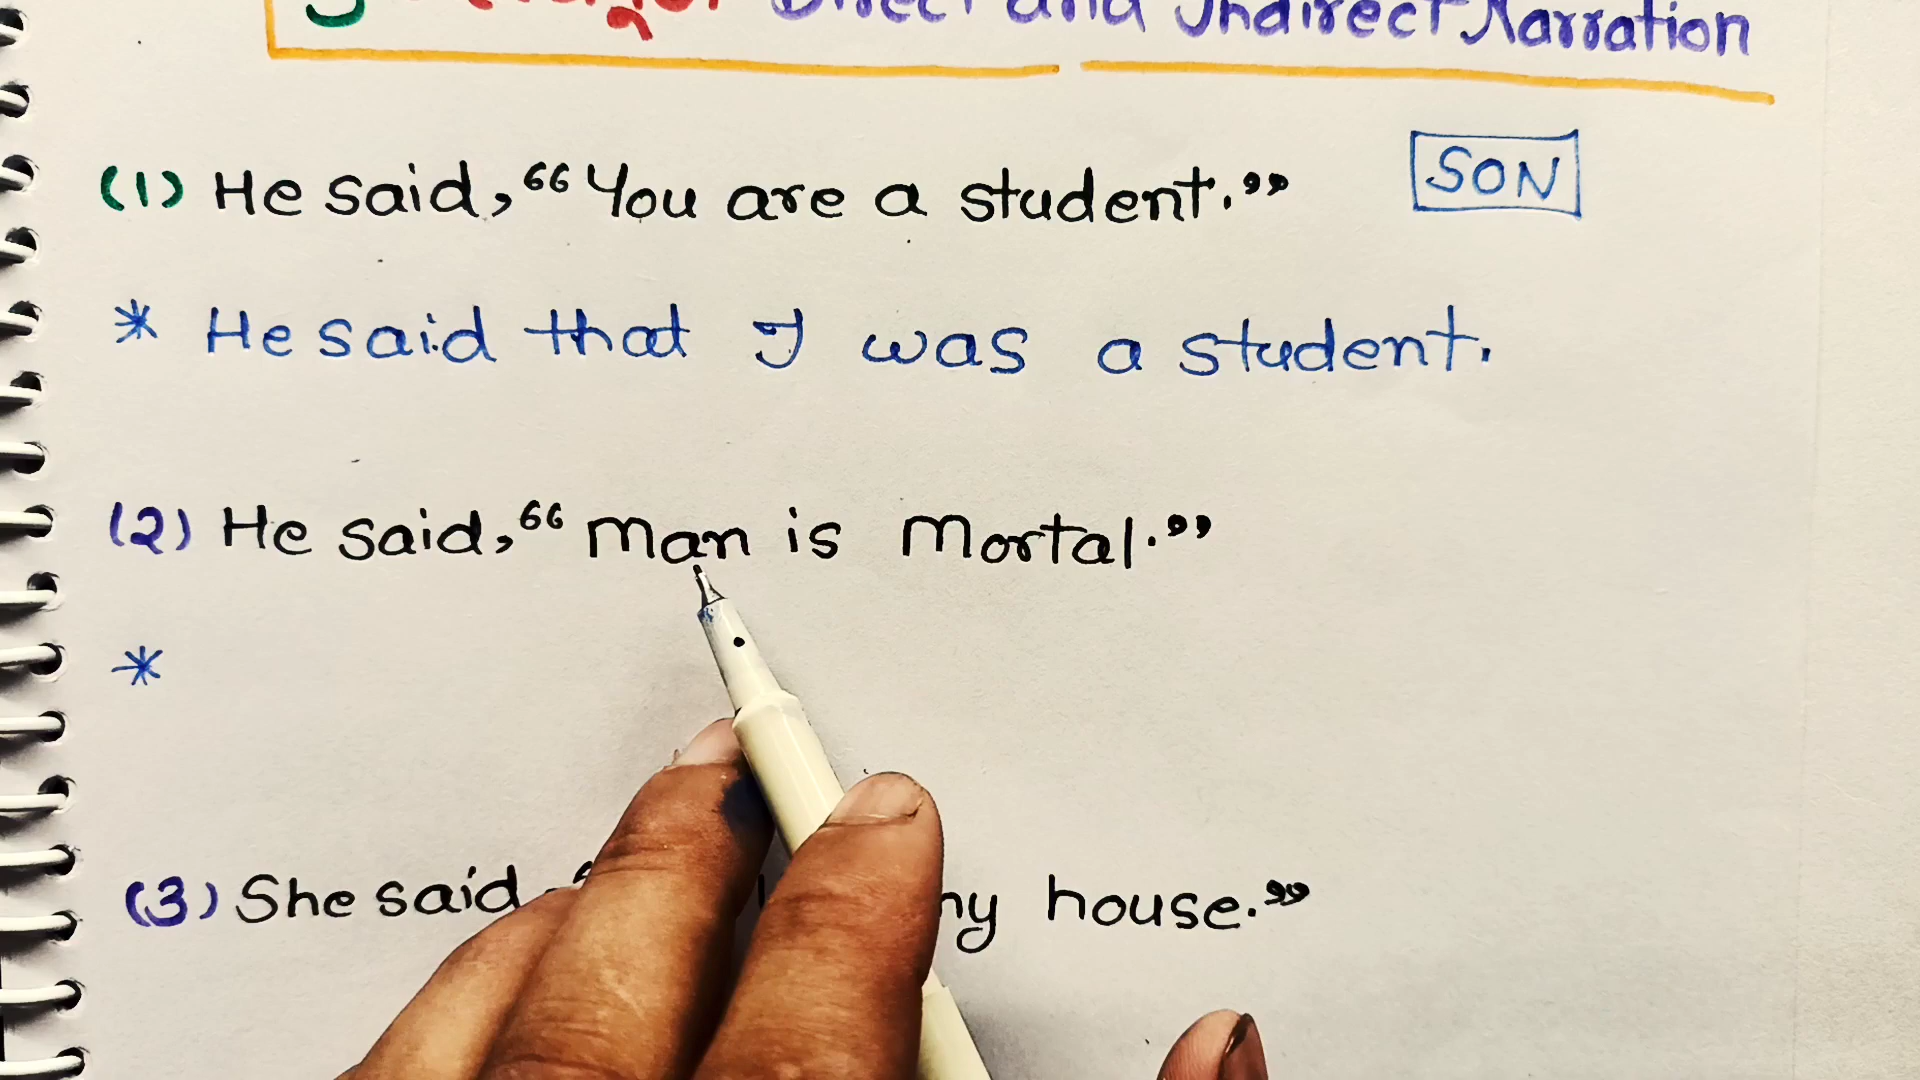 Direct and Indirect Narration
(1) He said, “You are a student.” SON
* He said that I was a student.
(2) He said, “Man is Mortal.”
*
(3) She said house.”